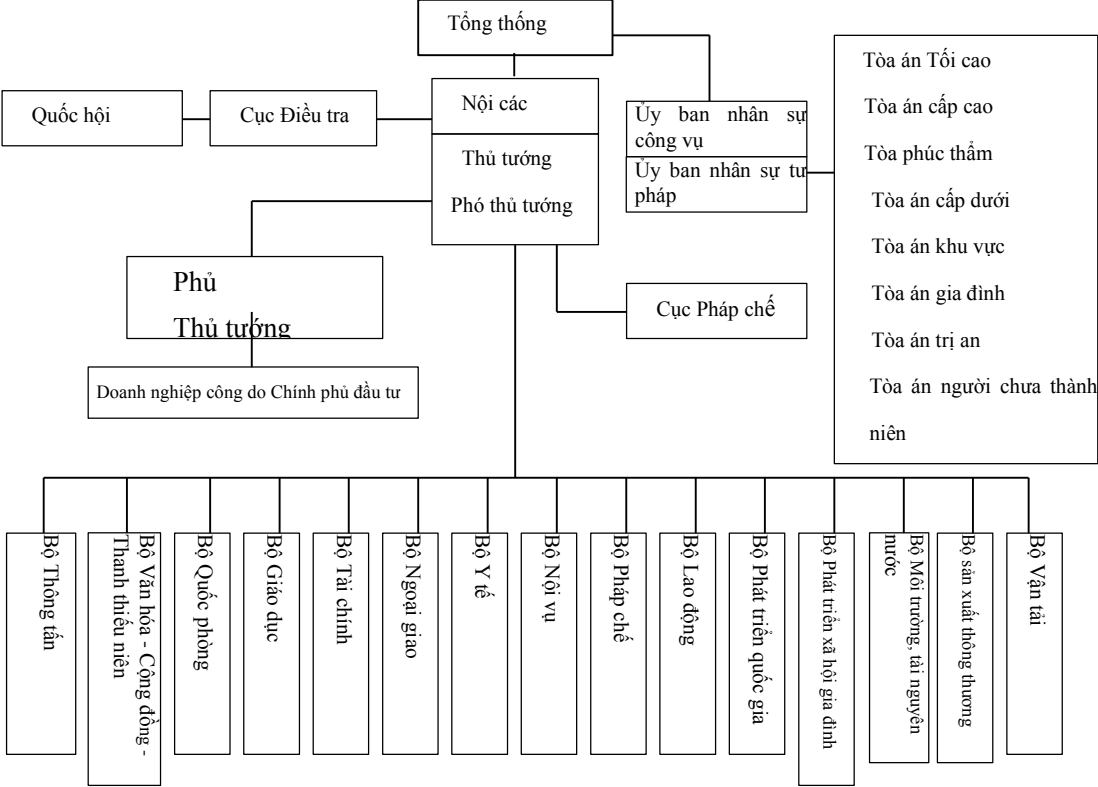 Tổng thống
Nội các
Thủ tướng
Phó thủ tướng
Quốc hội
Cục Điều tra
Ủy ban nhân sự
công vụ
Ủy ban nhân sự tư
pháp
Tòa án Tối cao
Tòa án cấp cao
Tòa phúc thẩm
Tòa án cấp dưới
Tòa án khu vực
Tòa án gia đình
Tòa án trị an
Tòa án người chưa thành
niên
Phủ
Thủ tướng
Cục Pháp chế
Doanh nghiệp công do Chính phủ đầu tư
Bộ Thông tấn
Bộ Văn hóa - Cộng đồng -
Thanh thiếu niên
Bộ Quốc phòng
Bộ Giáo dục
Bộ Tài chính
Bộ Ngoại giao
Bộ Y tế
Bộ Nội vụ
Bộ Pháp chế
Bộ Lao động
Bộ Phát triển quốc gia
Bộ Phát triển xã hội gia đình
Bộ Môi trường, tài nguyên
nước
Bộ sản xuất thông thương
Bộ Vận tải